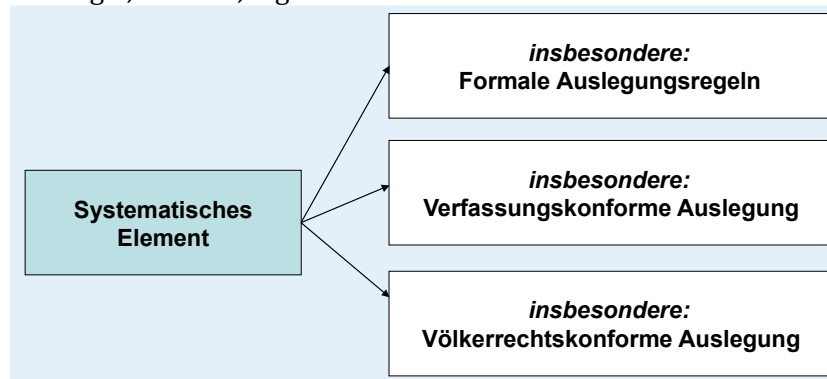 Systematisches
Element
insbesondere:
Formale Auslegungsregeln
insbesondere:
Verfassungskonforme Auslegung
insbesondere:
Völkerrechtskonforme Auslegung